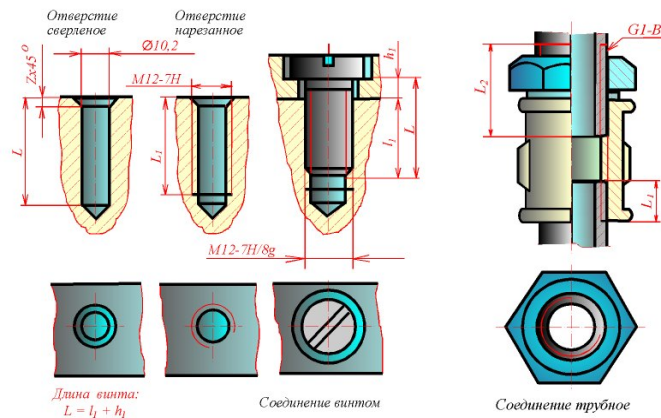 Отверстие
сверленое
Отверстие
нарезанное
Ø10,2
Zx45°
M12-7H
h1
G1-B
L2
L
L1
l1
L
L1
M12-7H/8g
Длина винта:
L = l1 + h1
Соединение винтом
Соединение трубное